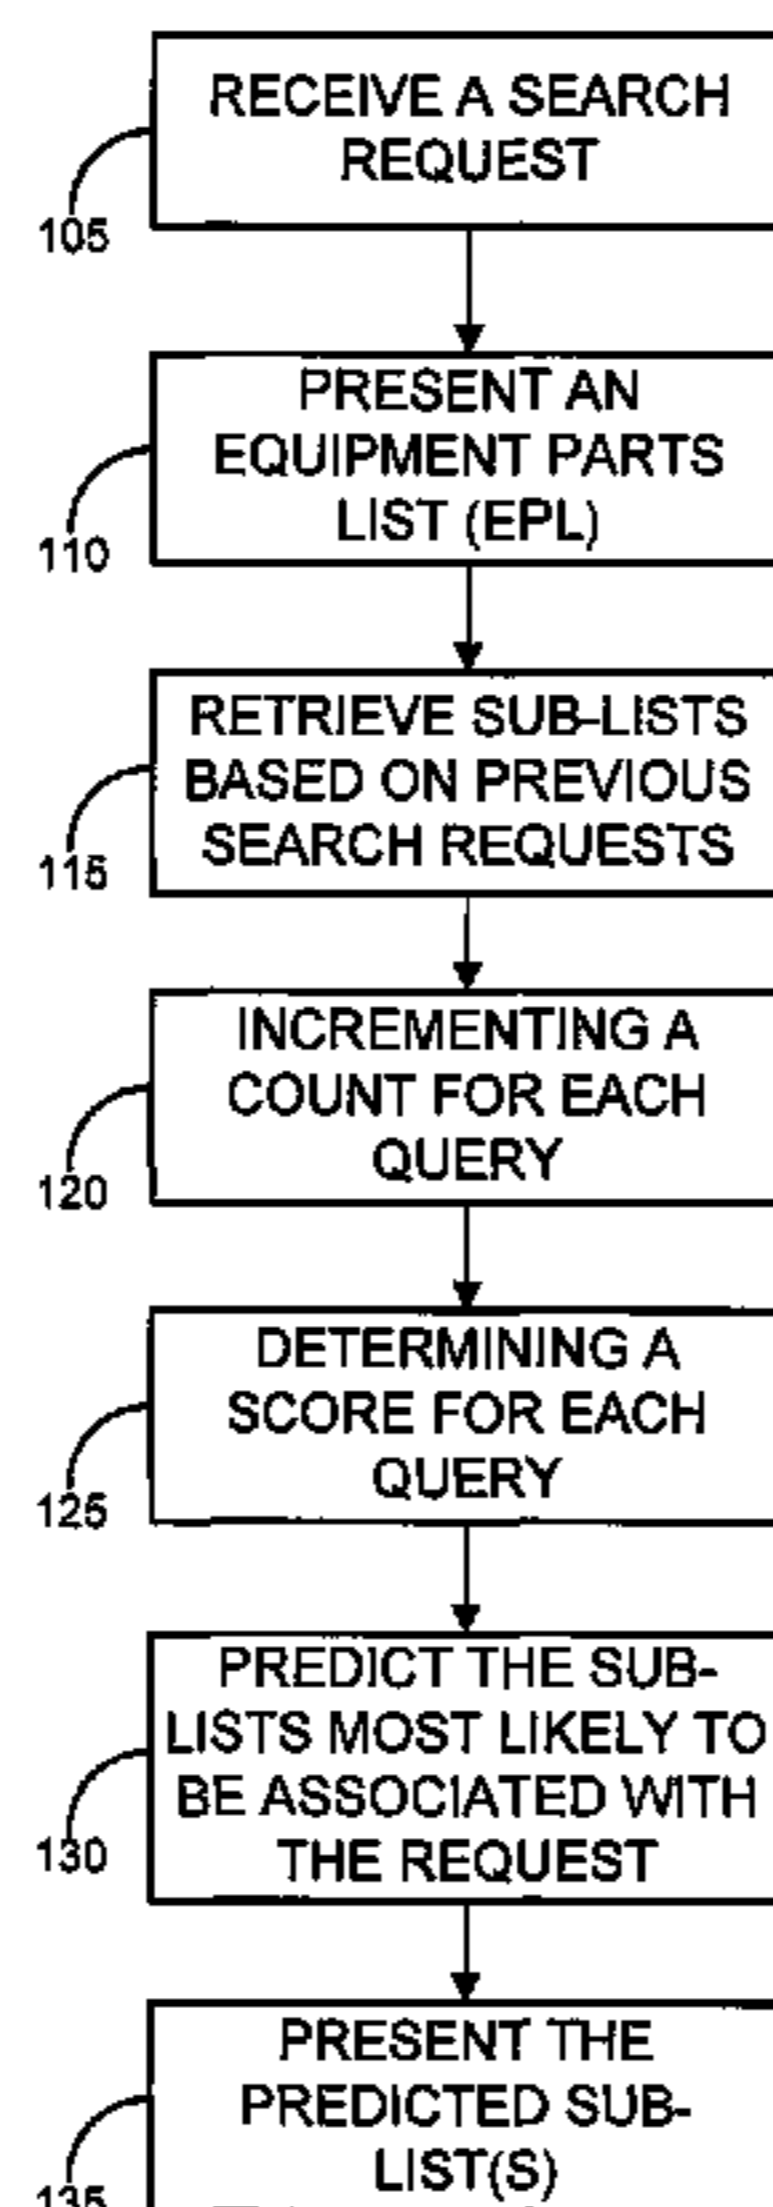 RECEIVE A SEARCH
REQUEST
105
PRESENT AN
EQUIPMENT PARTS
LIST (EPL)
110
RETRIEVE SUB-LISTS
BASED ON PREVIOUS
SEARCH REQUESTS
115
INCREMENTING A
COUNT FOR EACH
QUERY
120
DETERMINING A
SCORE FOR EACH
QUERY
125
PREDICT THE SUB-
LISTS MOST LIKELY TO
BE ASSOCIATED WITH
THE REQUEST
130
PRESENT THE
PREDICTED SUB-
LIST(S)
135